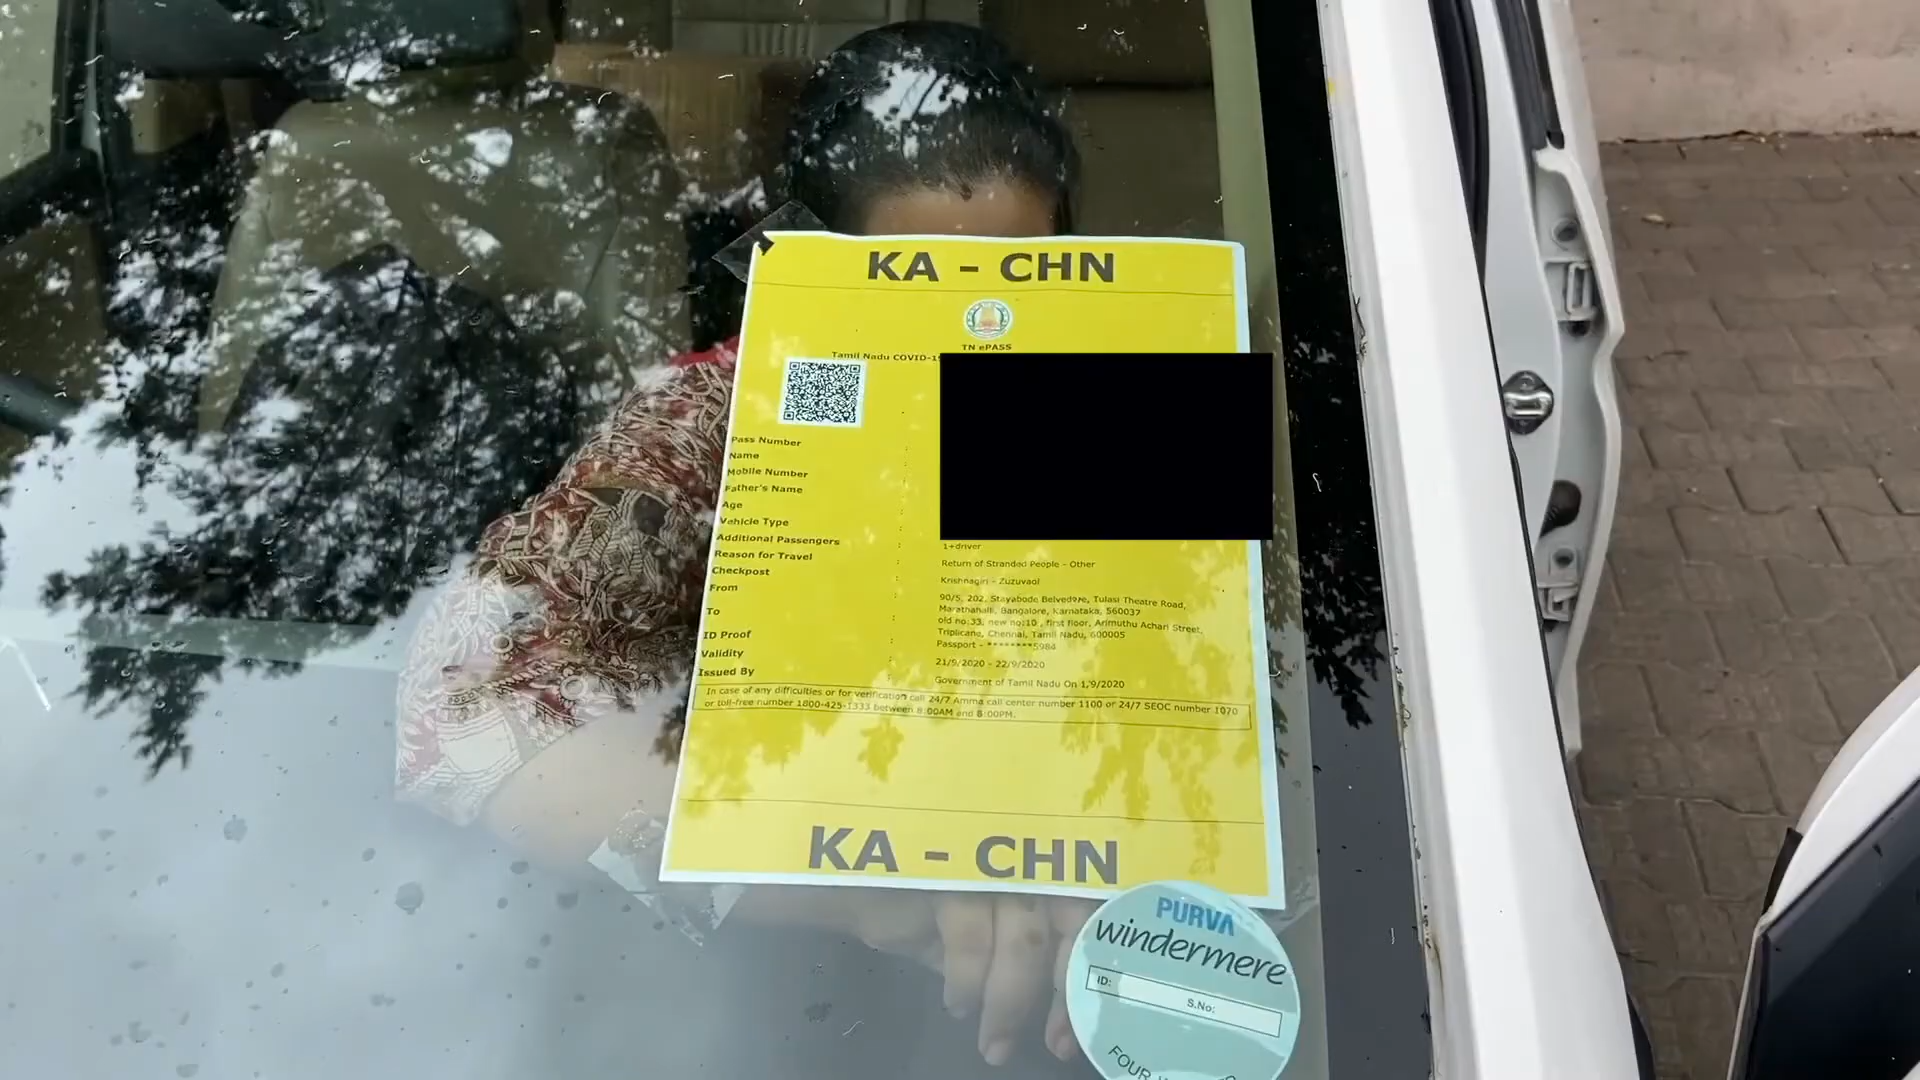 KA - CHN
TN ePASS
Tamil Nadu COVID-1
Pass Number
Name
Mobile Number
Father's Name
Age
Vehicle Type
Additional Passengers : 1+driver
Reason for Travel : Return of Stranded People - Other
Checkpost : Krishnagiri - Zuzuvadi
From : 90/5, 202, Stayabode Belvedere, Tulasi Theatre Road,
Marathahalli, Bangalore, Karnataka, 560037
To : old no:33, new no:10 , first floor, Arimuthu Achari Street,
Triplicane, Chennai, Tamil Nadu, 600005
ID Proof : Passport - ********5984
Validity : 21/9/2020 - 22/9/2020
Issued By : Government of Tamil Nadu On 1/9/2020
In case of any difficulties or for verification call 24/7 Amma call center number 1100 or 24/7 SEOC number 1070
or toll-free number 1800-425-1333 between 8:00AM and 8:00PM.
KA - CHN
PURVA
windermere
ID:
S.No:
FOUR